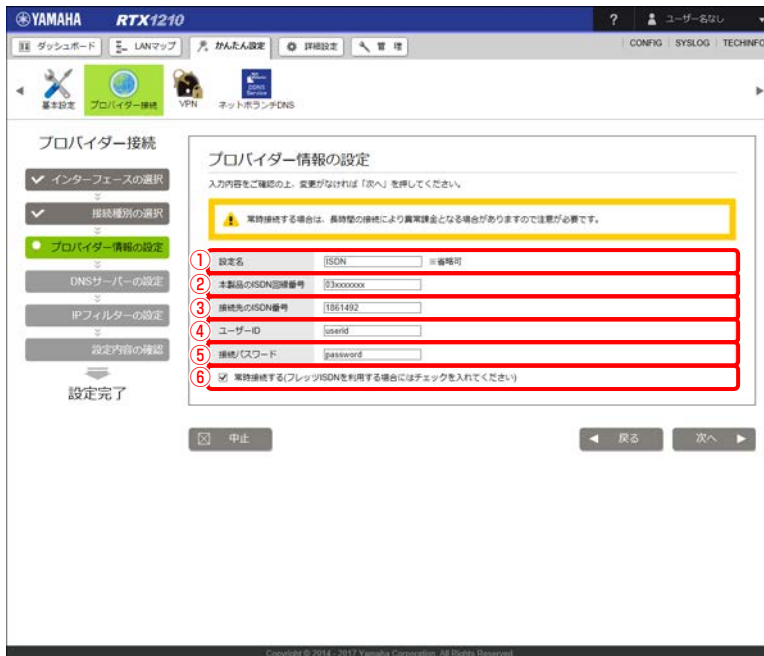 YAMAHA RTX1210 ? ユーザー名なし
ダッシュボード LANマップ かんたん設定 詳細設定 管 理 CONFIG SYSLOG TECHINFO
基本設定 プロバイダー接続 VPN ネットボランチDNS
プロバイダー接続
インターフェースの選択
接続種別の選択
プロバイダー情報の設定
DNSサーバーの設定
IPフィルターの設定
設定内容の確認
設定完了
プロバイダー情報の設定
入力内容をご確認の上、変更がなければ「次へ」を押してください。
常時接続する場合は、長時間の接続により異常課金となる場合がありますので注意が必要です。
① 設定名 ISDN ※省略可
② 本製品のISDN回線番号 03xxxxxxx
③ 接続先のISDN番号 1861492
④ ユーザーID userid
⑤ 接続パスワード password
⑥ 常時接続する(フレッツISDNを利用する場合にはチェックを入れてください)
中止 戻る 次へ
Copyright © 2014 - 2017 Yamaha Corporation. All Rights Reserved.